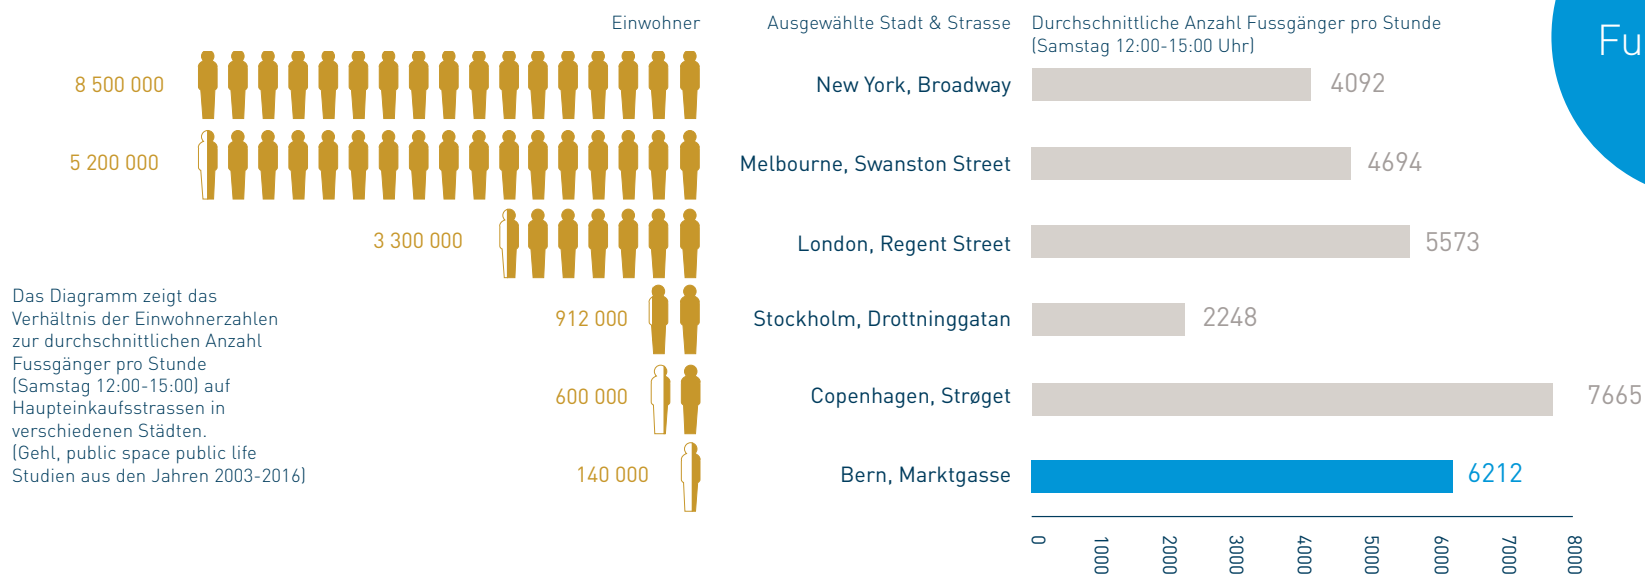 Einwohner
Ausgewählte Stadt & Strasse
Durchschnittliche Anzahl Fussgänger pro Stunde
(Samstag 12:00-15:00 Uhr)
Fu
8 500 000
New York, Broadway
4092
5 200 000
Melbourne, Swanston Street
4694
3 300 000
London, Regent Street
5573
912 000
Stockholm, Drottninggatan
2248
600 000
Copenhagen, Strøget
7665
140 000
Bern, Marktgasse
6212
0
1000
2000
3000
4000
5000
6000
7000
8000
Das Diagramm zeigt das
Verhältnis der Einwohnerzahlen
zur durchschnittlichen Anzahl
Fussgänger pro Stunde
(Samstag 12:00-15:00) auf
Haupteinkaufsstrassen in
verschiedenen Städten.
(Gehl, public space public life
Studien aus den Jahren 2003-2016)